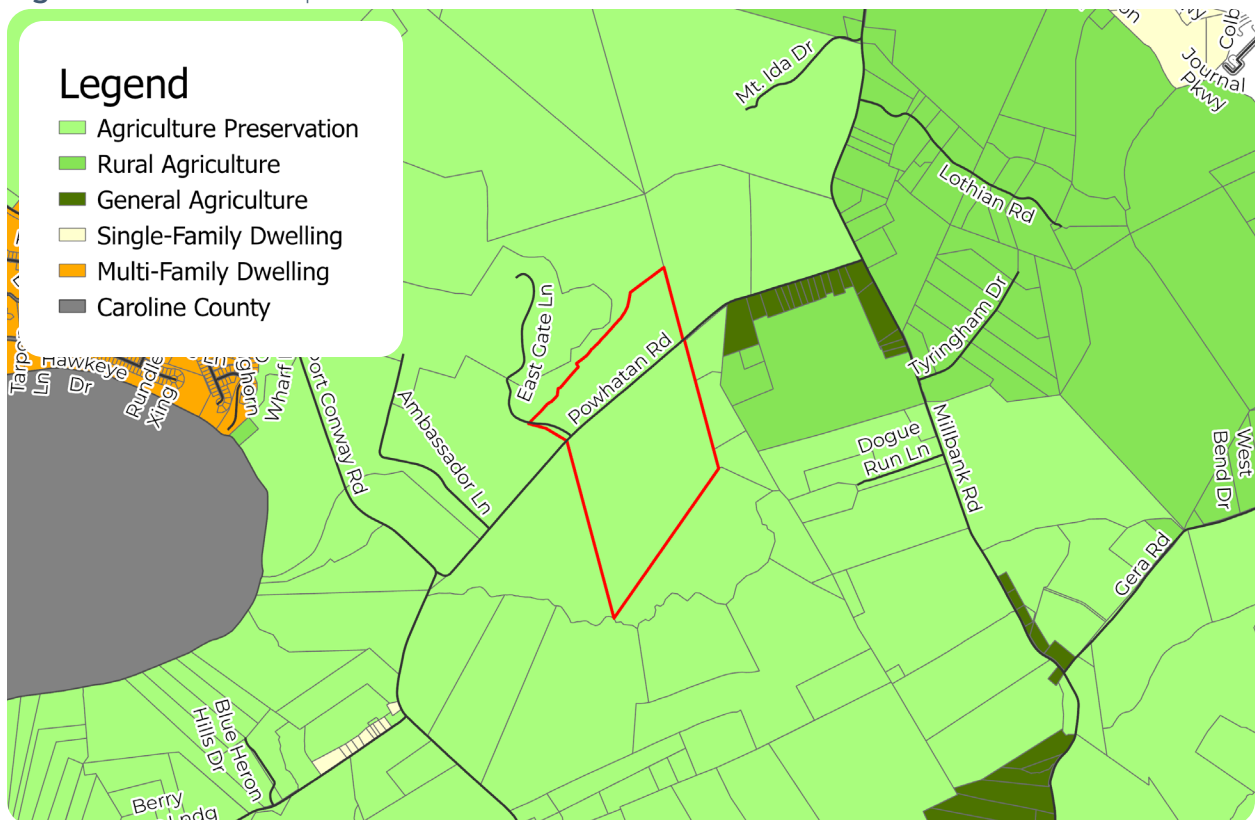 Legend
Agriculture Preservation
Rural Agriculture
General Agriculture
Single-Family Dwelling
Multi-Family Dwelling
Caroline County
Mt. Ida Dr
Journal
Pkwy
Lothian Rd
Tyringham Dr
East Gate Ln
Powhatan Rd
Ambassador Ln
Port Conway Rd
Hawkeye
Dr
Ln
Xing
Wharf
Dogue
Run Ln
Millbank Rd
West
Bend Dr
Gera Rd
Blue Heron
Hills Dr
Berry